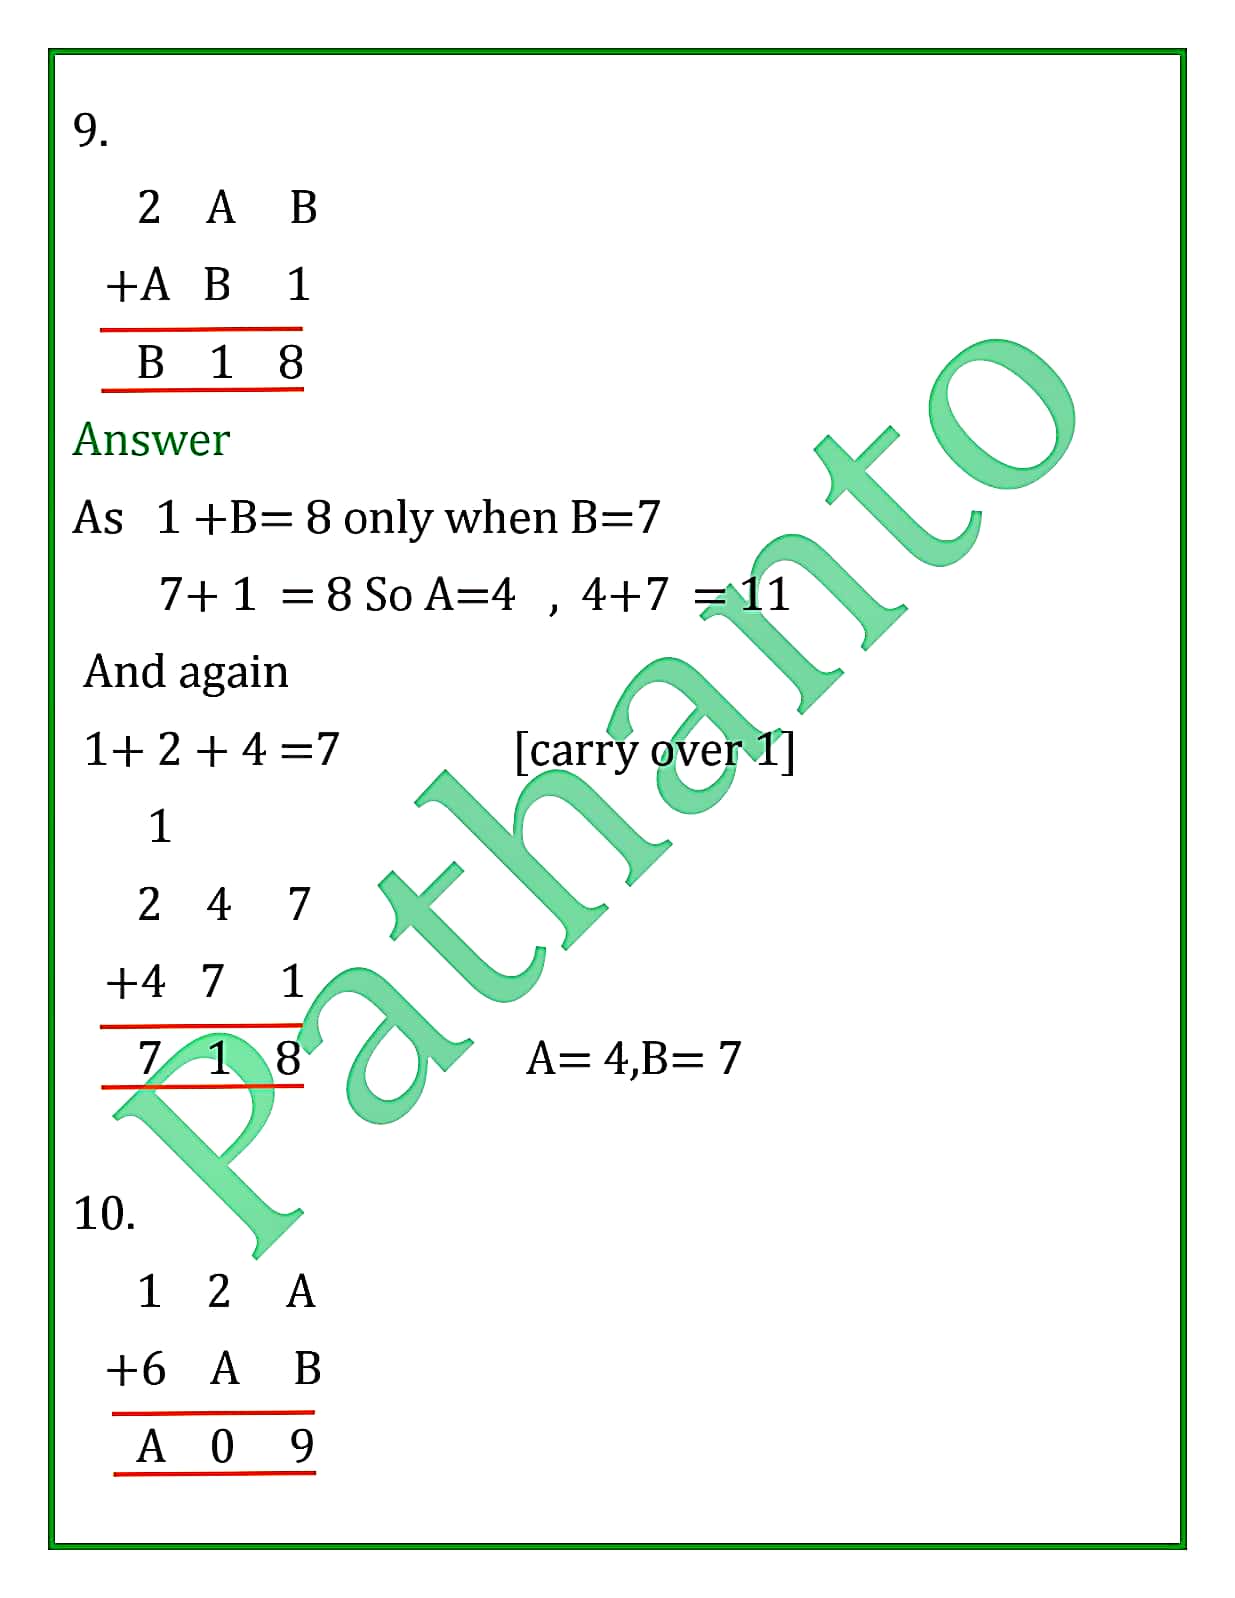 9.
2 A B
+A B 1
B 1 8
Answer
As 1 +B= 8 only when B=7
7+ 1 = 8 So A=4 , 4+7 = 11
And again
1+ 2 + 4 =7 [carry over 1]
1
2 4 7
+4 7 1
7 1 8 A= 4,B= 7
10.
1 2 A
+6 A B
A 0 9
Pathanto